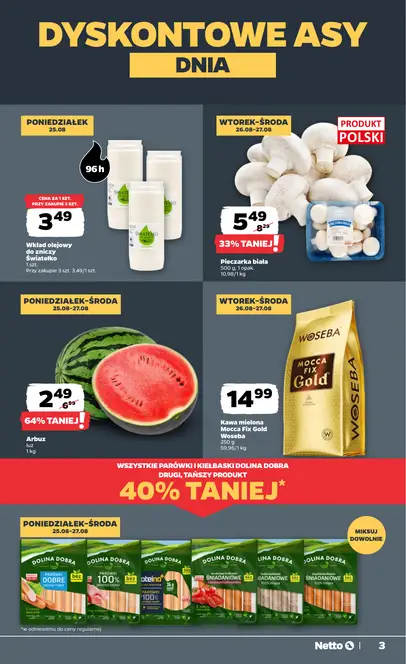 DYSKONTOWE ASY
DNIA
PONIEDZIAŁEK
25.08
96h
CENA ZA 1 SZT.
PRZY ZAKUPIE 3 SZT.
3 49
Wkład olejowy
do zniczy
Światełko
1 szt.
Przy zakupie 3 szt. 3,49/1 szt.
WTOREK-ŚRODA
26.08-27.08
PRODUKT
POLSKI
5 49
8,29
33% TANIEJ!
Pieczarka biała
500 g, 1 opak.
10,98/1 kg
PONIEDZIAŁEK-ŚRODA
25.08-27.08
2 49
6,99
64% TANIEJ!
Arbuz
luz
1 kg
WTOREK-ŚRODA
26.08-27.08
WOSEBA
MOCCA
FIX
Gold
14 99
Kawa mielona
Mocca Fix Gold
Woseba
250 g
59,96/1 kg
WSZYSTKIE PARÓWKI I KIEŁBASKI DOLINA DOBRA
DRUGI, TAŃSZY PRODUKT
40% TANIEJ*
PONIEDZIAŁEK-ŚRODA
25.08-27.08
MIKSUJ
DOWOLNIE
DOLINA DOBRA
DOLINA DOBRA
DOLINA DOBRA
DOLINA DOBRA
DOLINA DOBRA
DOLINA DOBRA
PARÓWKI
DOBRE
PARÓWKI
100%
ŚNIADANIOWE
ŚNIADANIOWE
ŚNIADANIOWE
*w odniesieniu do ceny regularnej
Netto
3